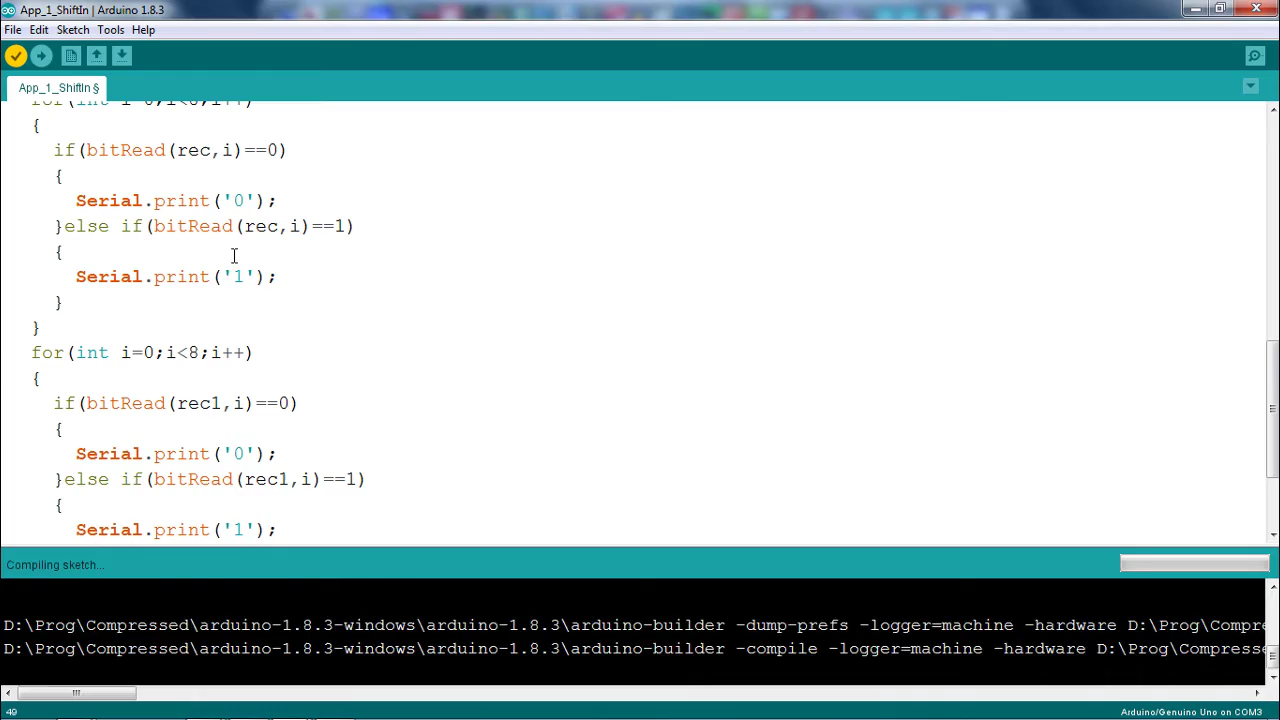 App_1_ShiftIn | Arduino 1.8.3
File Edit Sketch Tools Help
App_1_ShiftIn §
for(int i=0;i<8;i++)
{
if(bitRead(rec,i)==0)
{
Serial.print('0');
}else if(bitRead(rec,i)==1)
{
Serial.print('1');
}
}
for(int i=0;i<8;i++)
{
if(bitRead(rec1,i)==0)
{
Serial.print('0');
}else if(bitRead(rec1,i)==1)
{
Serial.print('1');
Compiling sketch...
D:\Prog\Compressed\arduino-1.8.3-windows\arduino-1.8.3\arduino-builder -dump-prefs -logger=machine -hardware D:\Prog\Compre
D:\Prog\Compressed\arduino-1.8.3-windows\arduino-1.8.3\arduino-builder -compile -logger=machine -hardware D:\Prog\Compresse
49
Arduino/Genuino Uno on COM3